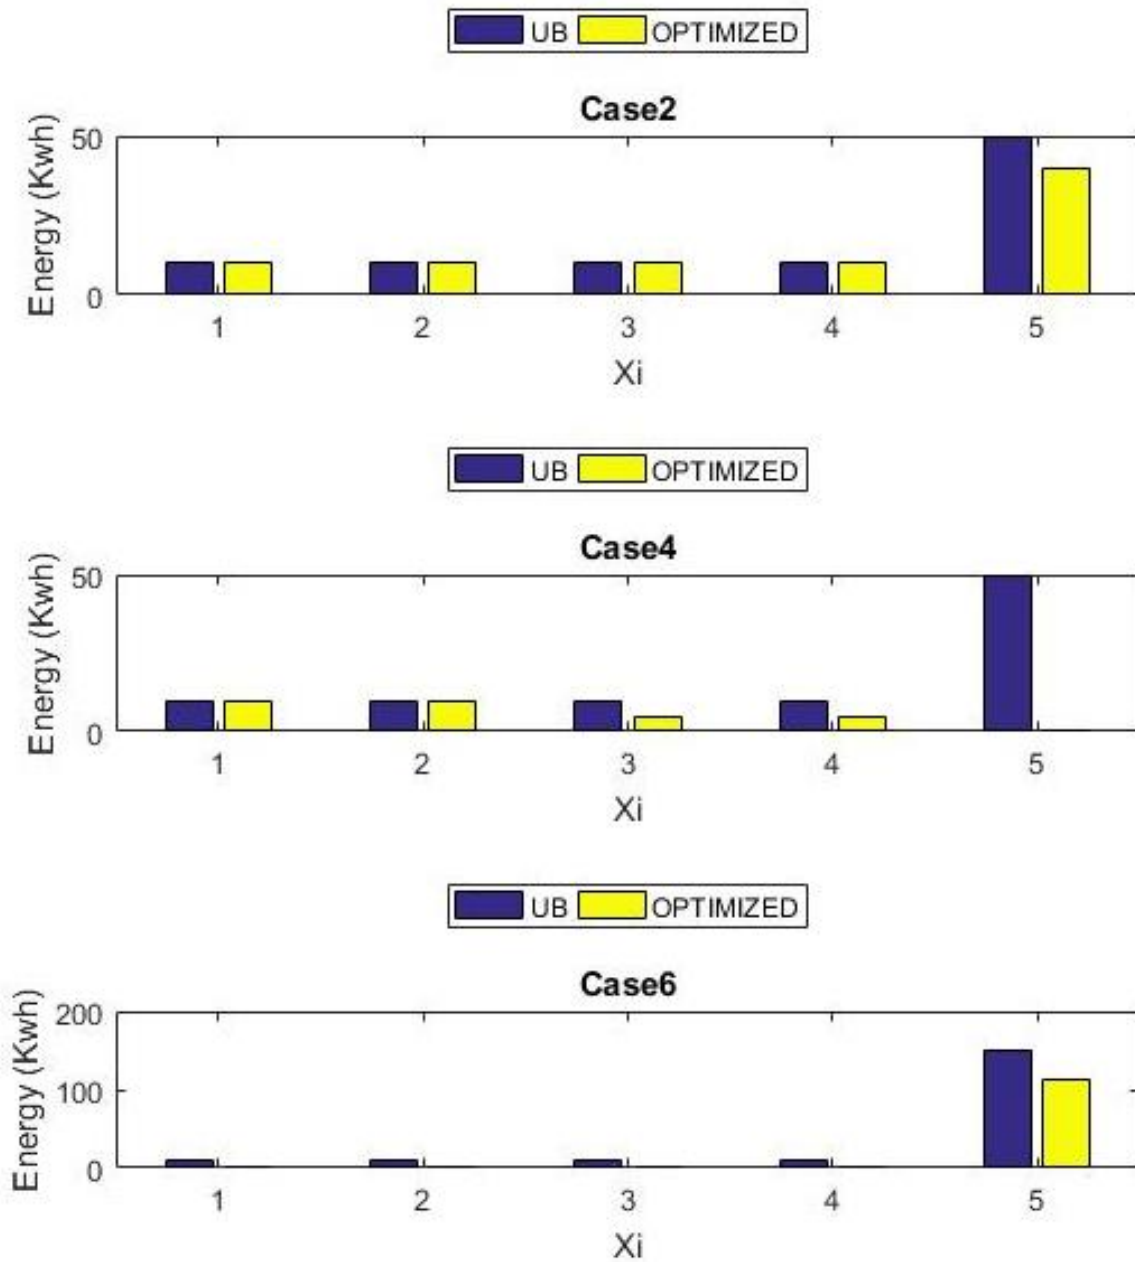 UB OPTIMIZED
Case2
Energy (Kwh)
50
0
1 2 3 4 5
Xi
UB OPTIMIZED
Case4
Energy (Kwh)
50
0
1 2 3 4 5
Xi
UB OPTIMIZED
Case6
Energy (Kwh)
200
100
0
1 2 3 4 5
Xi